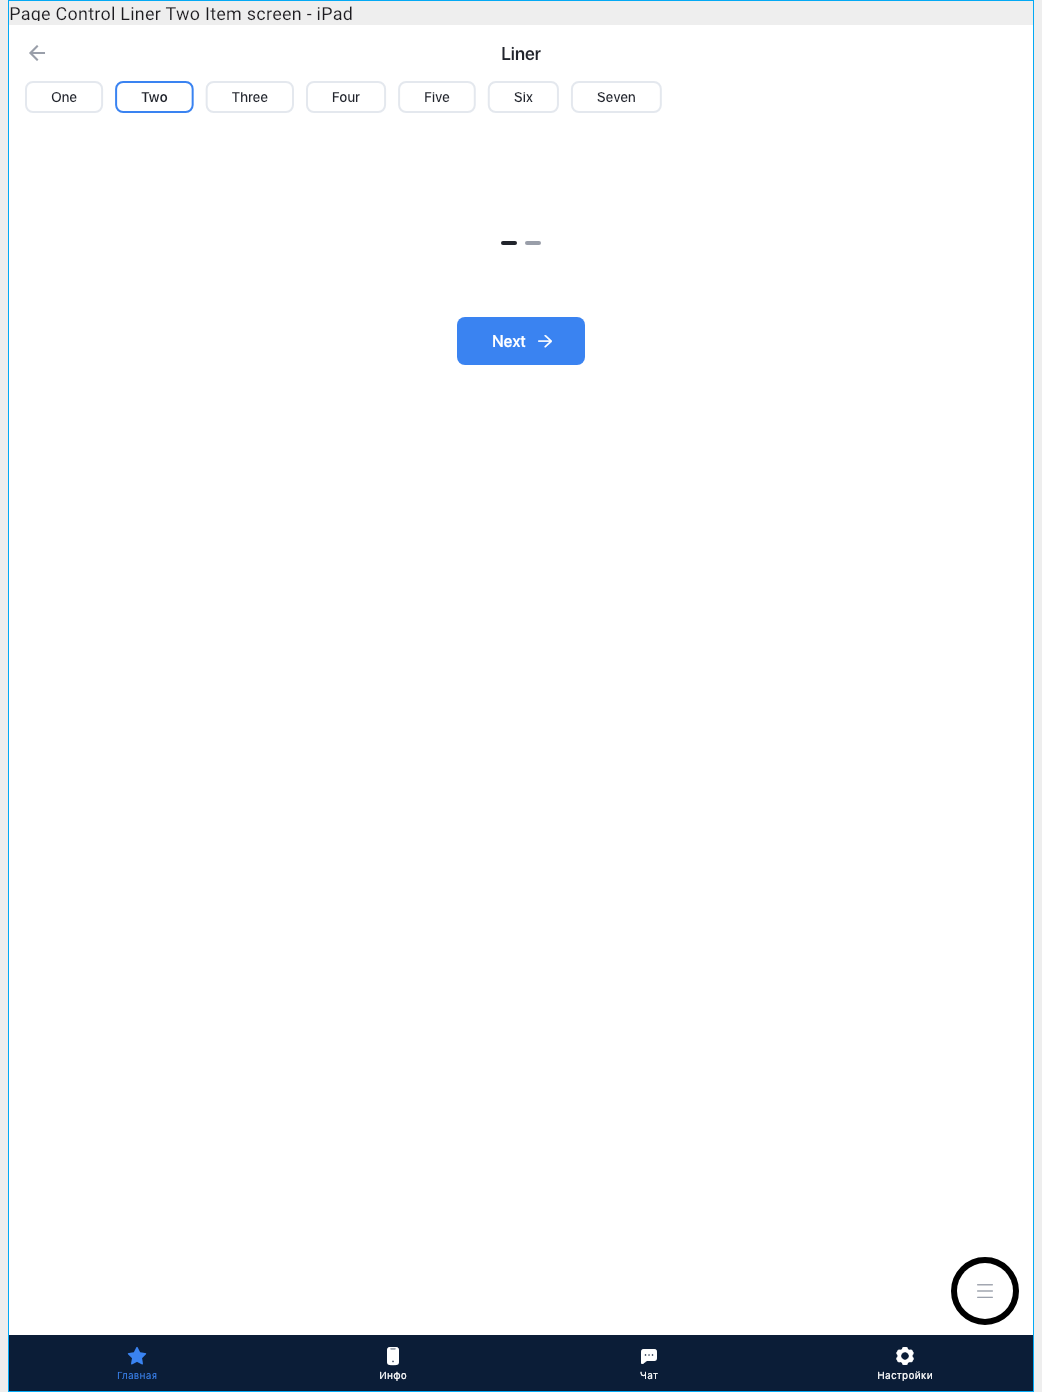 Page Control Liner Two Item screen - iPad
Liner
One Two Three Four Five Six Seven
Next
Главная Инфо Чат Настройки